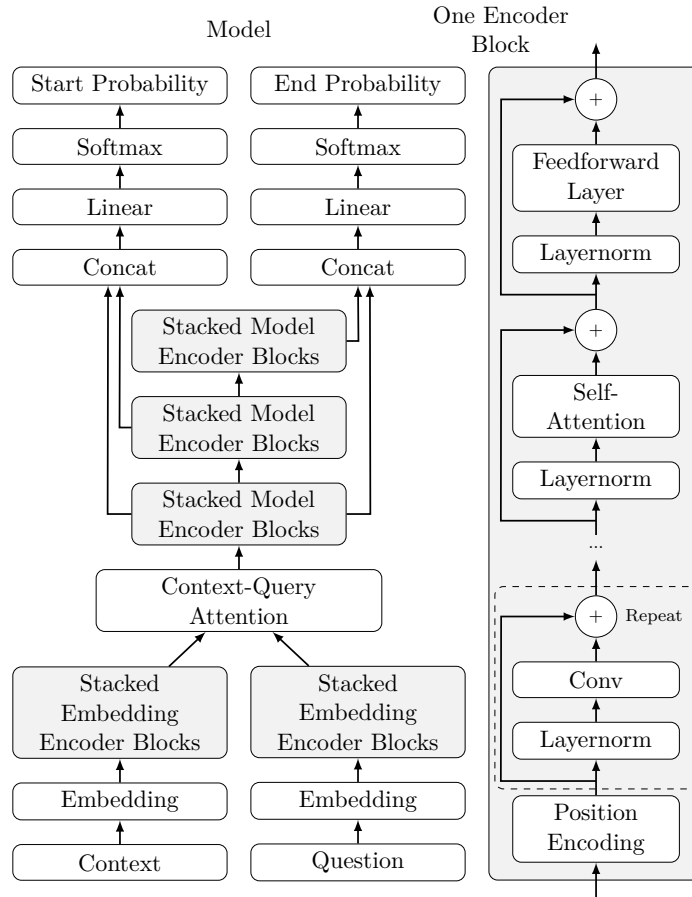 Model
Start Probability
End Probability
Softmax
Softmax
Linear
Linear
Concat
Concat
Stacked Model
Encoder Blocks
Stacked Model
Encoder Blocks
Stacked Model
Encoder Blocks
Context-Query
Attention
Stacked
Embedding
Encoder Blocks
Stacked
Embedding
Encoder Blocks
Embedding
Embedding
Context
Question
One Encoder
Block
+
Feedforward
Layer
Layernorm
+
Self-
Attention
Layernorm
...
+
Repeat
Conv
Layernorm
Position
Encoding